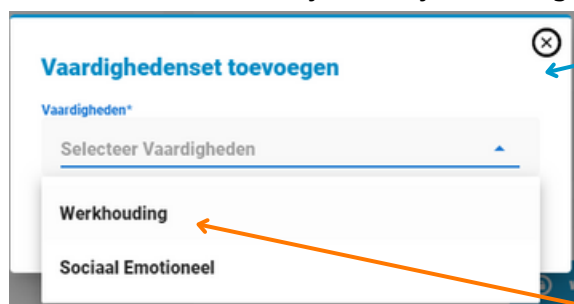 Vaardighedenset toevoegen
Vaardigheden*
Selecteer Vaardigheden
Werkhouding
Sociaal Emotioneel